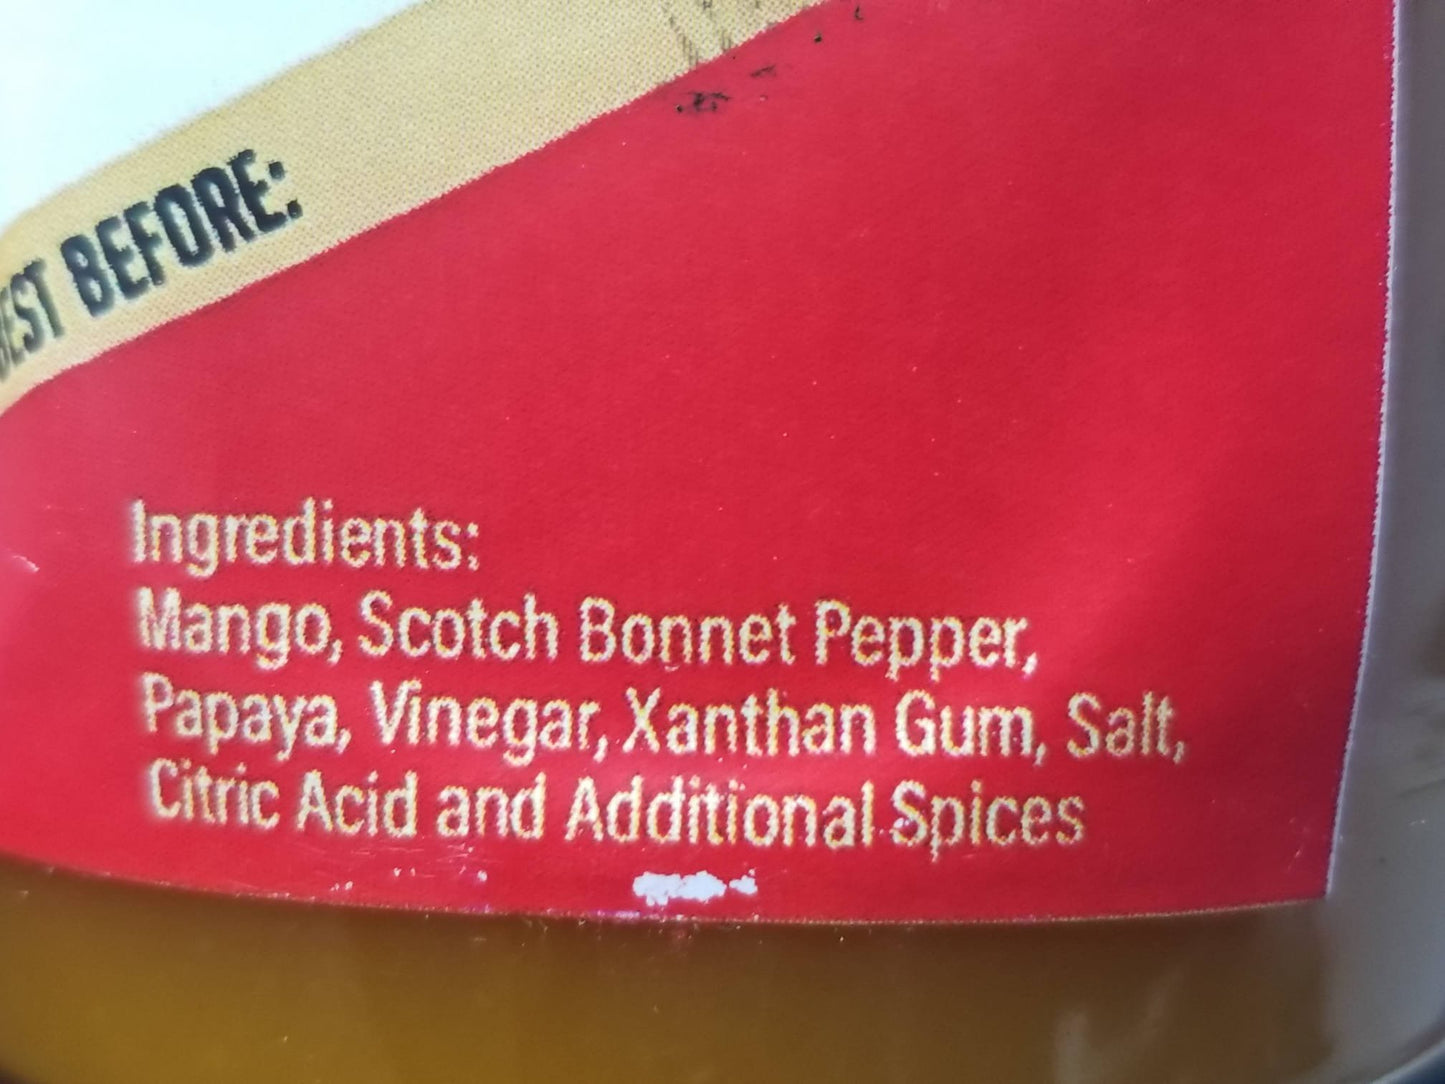 BEST BEFORE:
Ingredients:
Mango, Scotch Bonnet Pepper,
Papaya, Vinegar, Xanthan Gum, Salt,
Citric Acid and Additional Spices